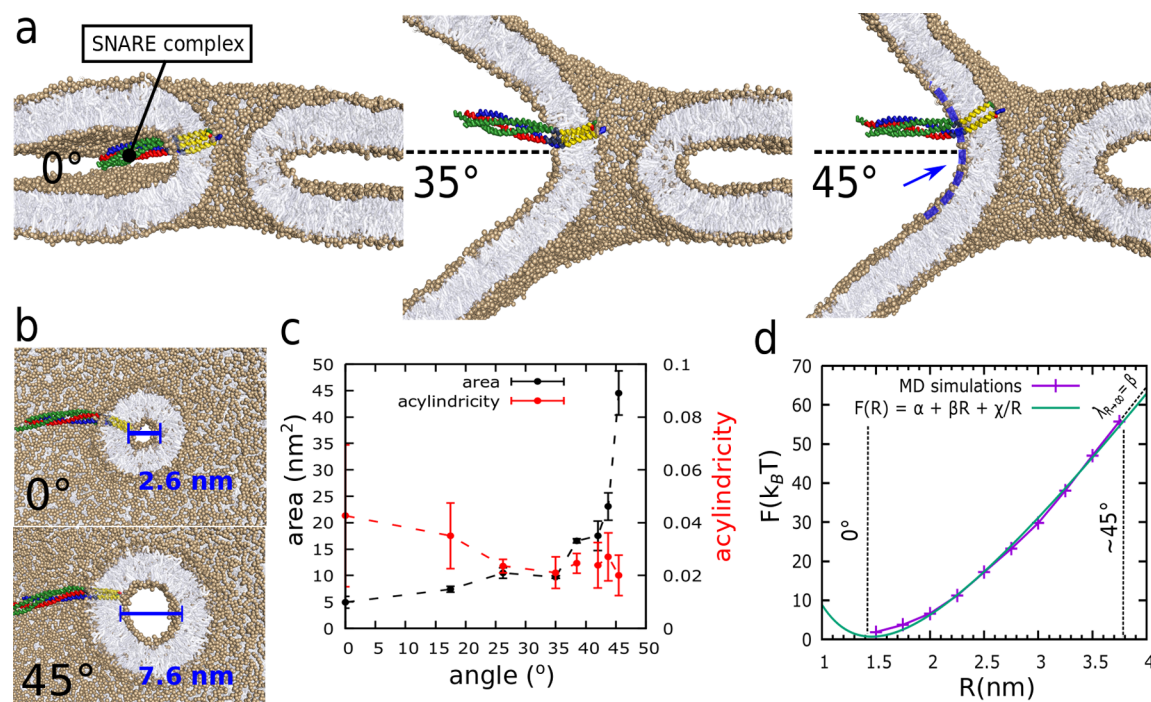 a
SNARE complex
0°
35°
45°
b
0°
2.6 nm
45°
7.6 nm
c
area (nm²)
50
45
40
35
30
25
20
15
10
5
0
area
acylindricity
0.1
0.08
0.06
0.04
0.02
0
acylindricity
0 5 10 15 20 25 30 35 40 45 50
angle (°)
d
F(k_BT)
70
60
50
40
30
20
10
0
MD simulations
F(R) = α + βR + χ/R
λ_R→∞ = β
0°
~45°
1 1.5 2 2.5 3 3.5 4
R(nm)